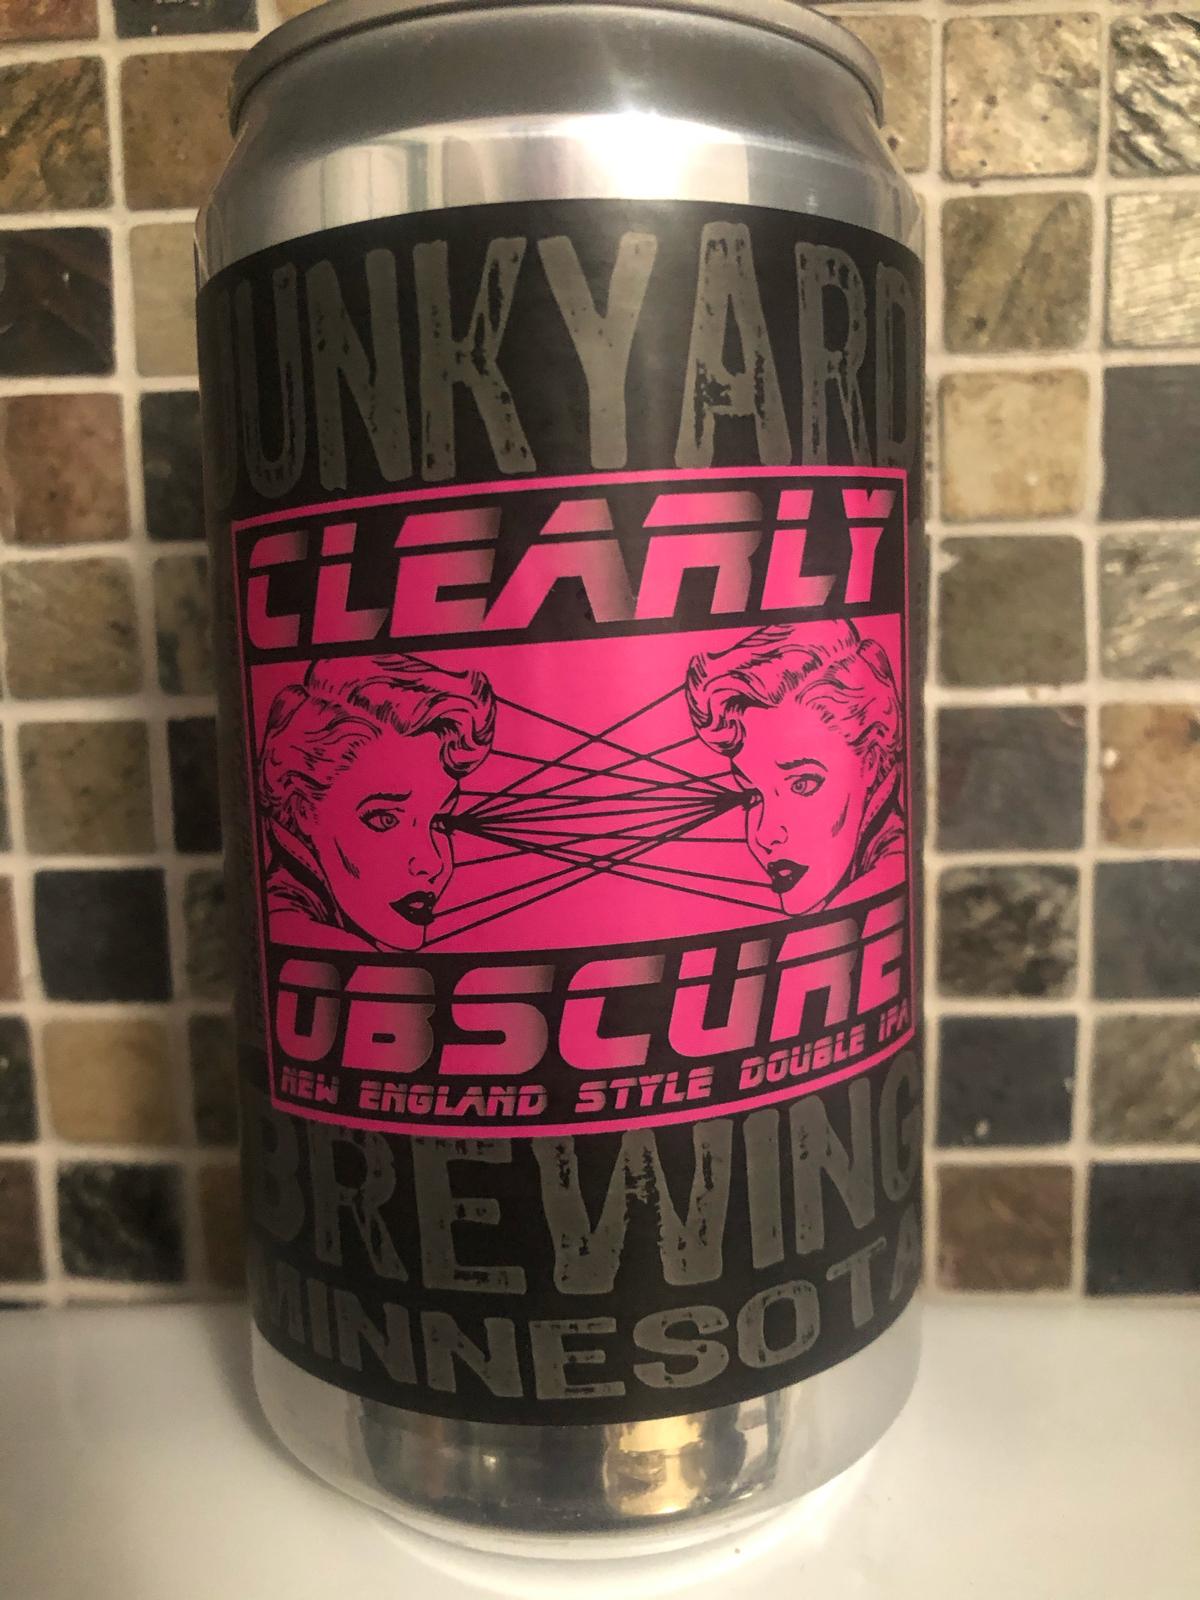 JUNKYARD
CLEARLY
OBSCURE
NEW ENGLAND STYLE DOUBLE IPA
BREWING
MINNESOTA